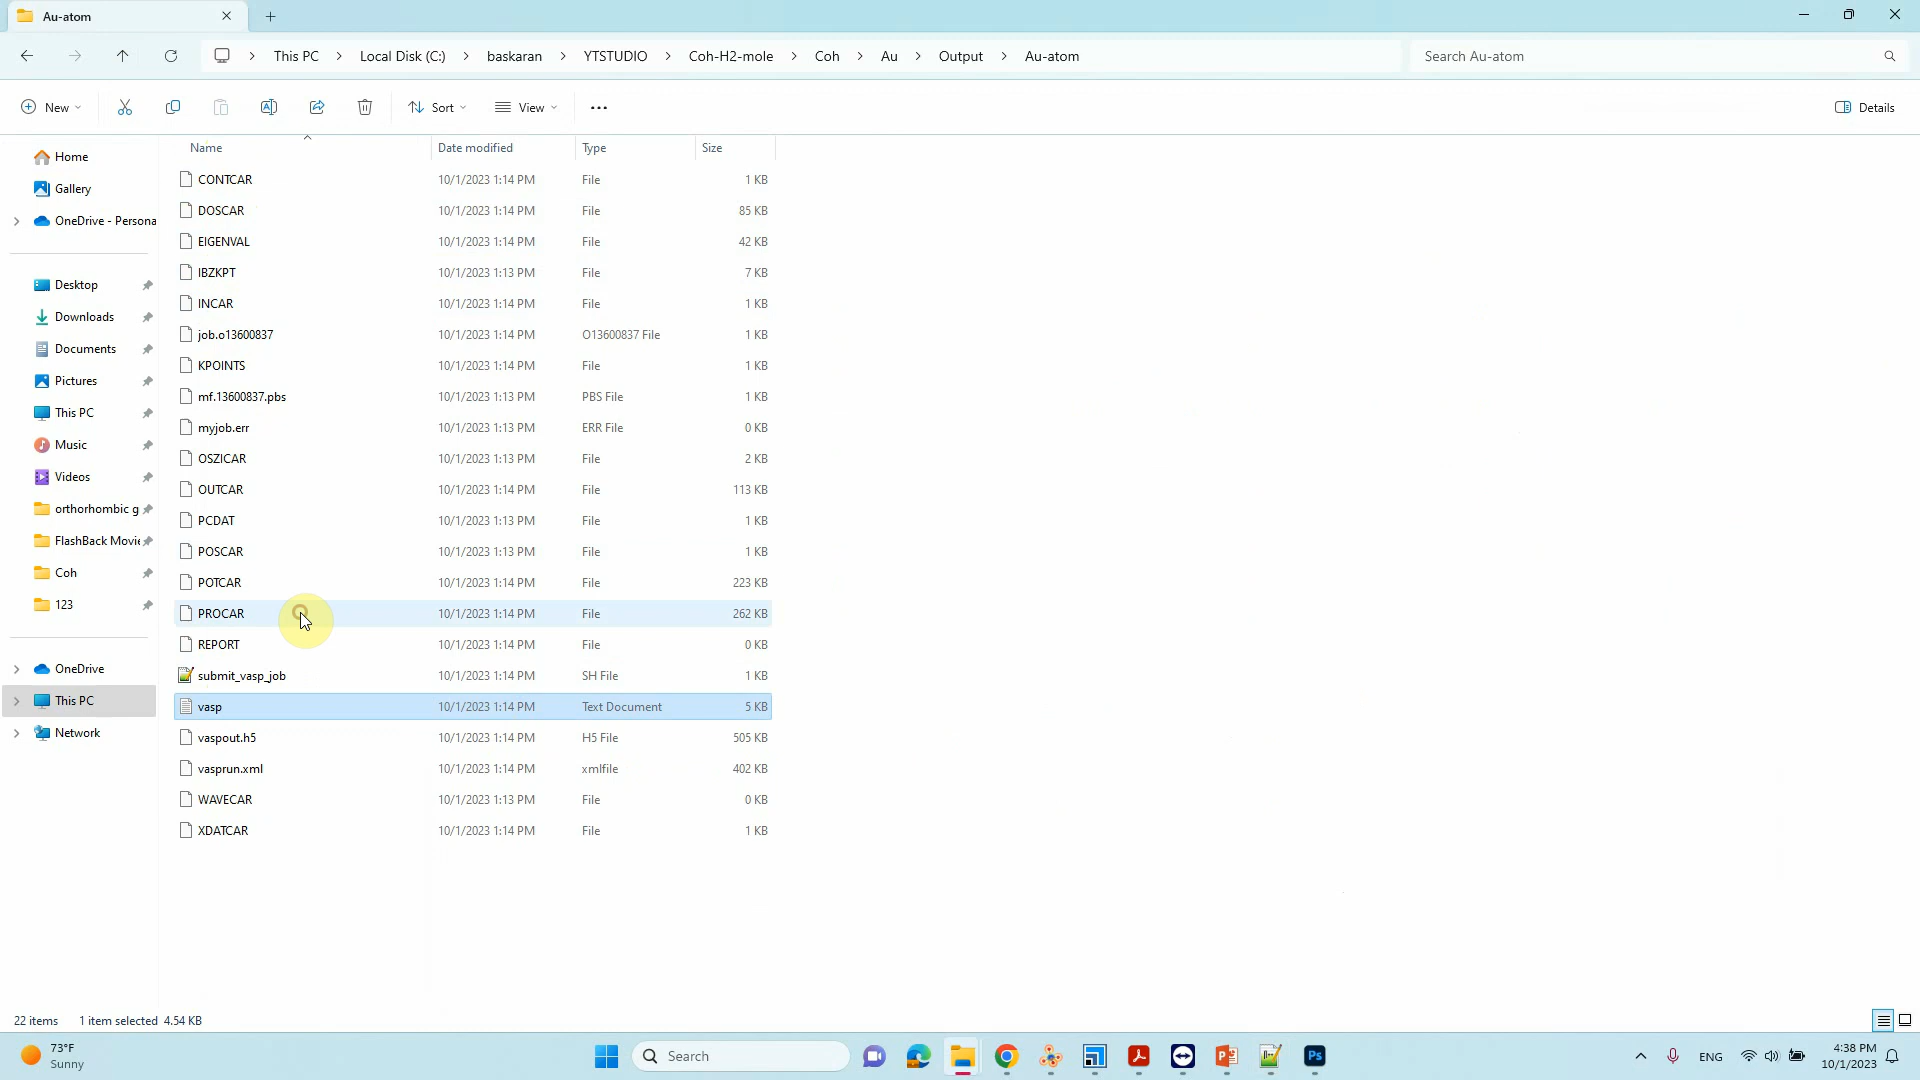 Au-atom
This PC > Local Disk (C:) > baskaran > YTSTUDIO > Coh-H2-mole > Coh > Au > Output > Au-atom
Search Au-atom
New
Sort
View
Details
Name Date modified Type Size
CONTCAR 10/1/2023 1:14 PM File 1 KB
DOSCAR 10/1/2023 1:14 PM File 85 KB
EIGENVAL 10/1/2023 1:14 PM File 42 KB
IBZKPT 10/1/2023 1:13 PM File 7 KB
INCAR 10/1/2023 1:14 PM File 1 KB
job.o13600837 10/1/2023 1:14 PM O13600837 File 1 KB
KPOINTS 10/1/2023 1:14 PM File 1 KB
mf.13600837.pbs 10/1/2023 1:13 PM PBS File 1 KB
myjob.err 10/1/2023 1:13 PM ERR File 0 KB
OSZICAR 10/1/2023 1:13 PM File 2 KB
OUTCAR 10/1/2023 1:14 PM File 113 KB
PCDAT 10/1/2023 1:13 PM File 1 KB
POSCAR 10/1/2023 1:13 PM File 1 KB
POTCAR 10/1/2023 1:14 PM File 223 KB
PROCAR 10/1/2023 1:14 PM File 262 KB
REPORT 10/1/2023 1:14 PM File 0 KB
submit_vasp_job 10/1/2023 1:14 PM SH File 1 KB
vasp 10/1/2023 1:14 PM Text Document 5 KB
vaspout.h5 10/1/2023 1:14 PM H5 File 505 KB
vasprun.xml 10/1/2023 1:14 PM xmlfile 402 KB
WAVECAR 10/1/2023 1:13 PM File 0 KB
XDATCAR 10/1/2023 1:14 PM File 1 KB
Home
Gallery
OneDrive - Persona
Desktop
Downloads
Documents
Pictures
This PC
Music
Videos
orthorhombic g
FlashBack Movie
Coh
123
OneDrive
This PC
Network
22 items 1 item selected 4.54 KB
73°F
Sunny
Search
Ps
ENG
4:38 PM
10/1/2023